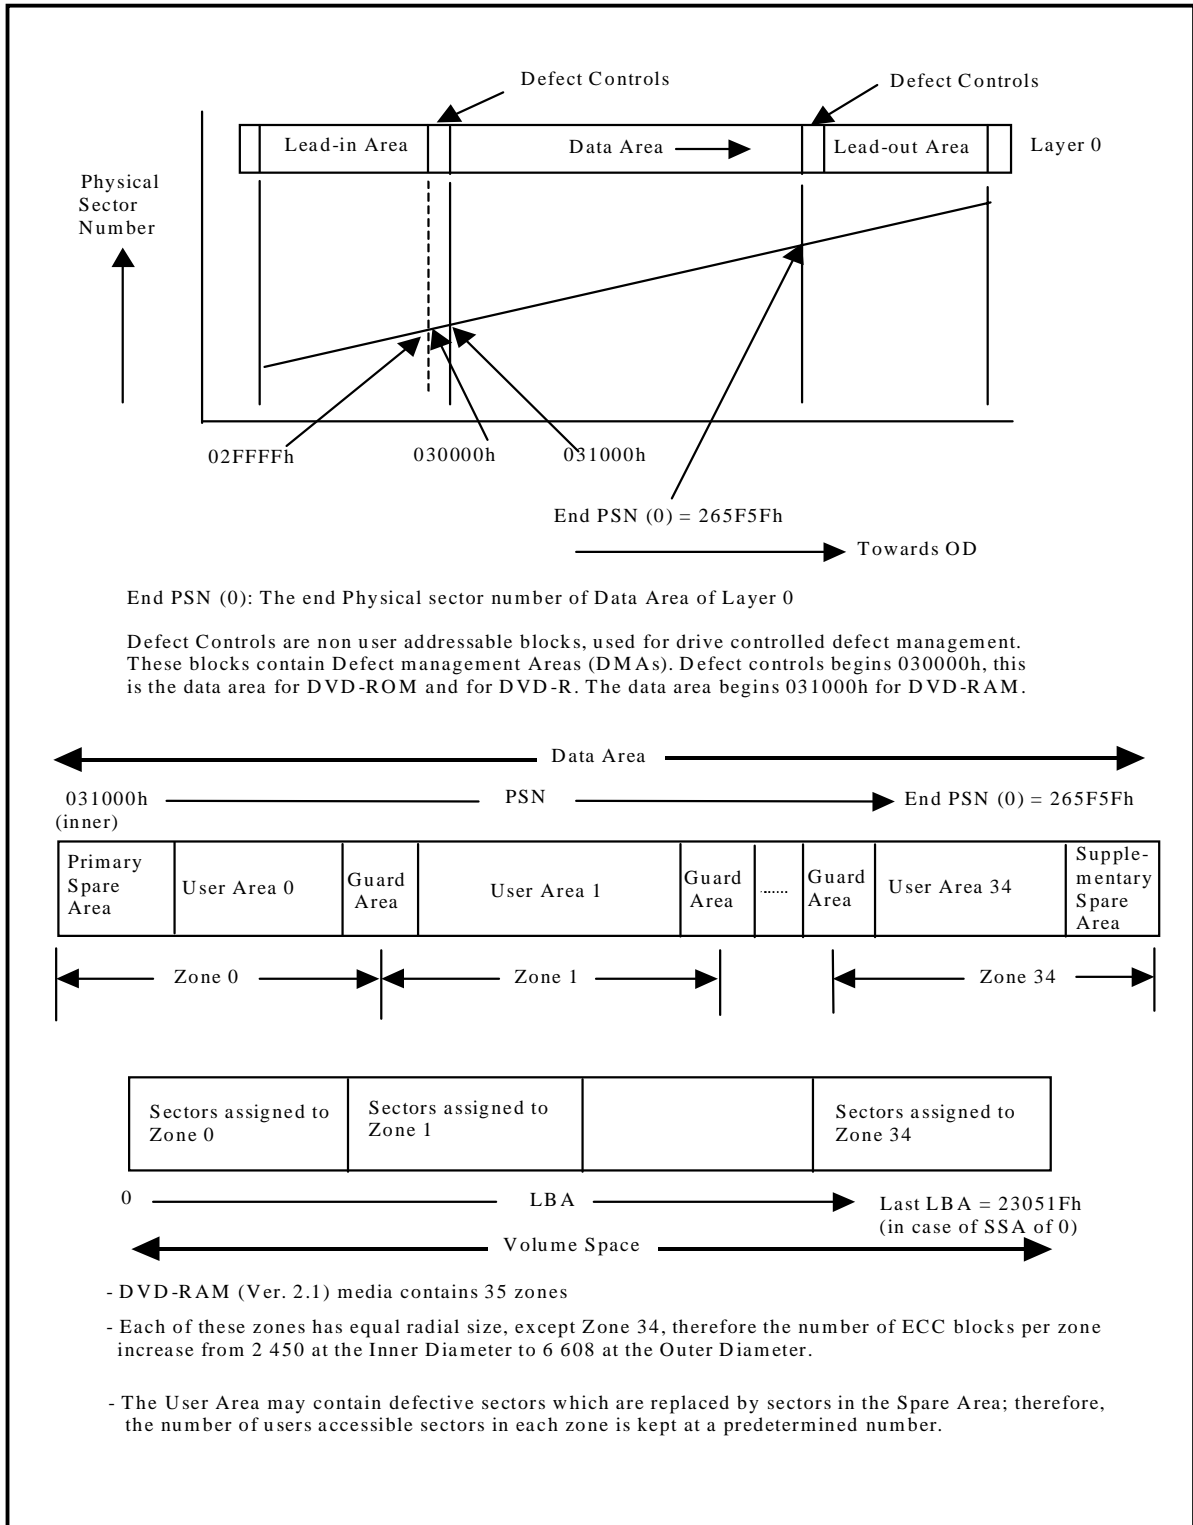 Defect Controls
Defect Controls
Lead-in Area
Data Area
Lead-out Area
Layer 0
Physical
Sector
Number
02FFFFh
030000h
031000h
End PSN (0) = 265F5Fh
Towards OD
End PSN (0): The end Physical sector number of Data Area of Layer 0
Defect Controls are non user addressable blocks, used for drive controlled defect management.
These blocks contain Defect management Areas (DMAs). Defect controls begins 030000h, this
is the data area for DVD-ROM and for DVD-R. The data area begins 031000h for DVD-RAM.
Data Area
031000h
(inner)
PSN
End PSN (0) = 265F5Fh
Primary
Spare
Area
User Area 0
Guard
Area
User Area 1
Guard
Area
.......
Guard
Area
User Area 34
Supple-
mentary
Spare
Area
Zone 0
Zone 1
Zone 34
Sectors assigned to
Zone 0
Sectors assigned to
Zone 1
Sectors assigned to
Zone 34
0
LBA
Last LBA = 23051Fh
(in case of SSA of 0)
Volume Space
- DVD-RAM (Ver. 2.1) media contains 35 zones
- Each of these zones has equal radial size, except Zone 34, therefore the number of ECC blocks per zone
increase from 2 450 at the Inner Diameter to 6 608 at the Outer Diameter.
- The User Area may contain defective sectors which are replaced by sectors in the Spare Area; therefore,
the number of users accessible sectors in each zone is kept at a predetermined number.